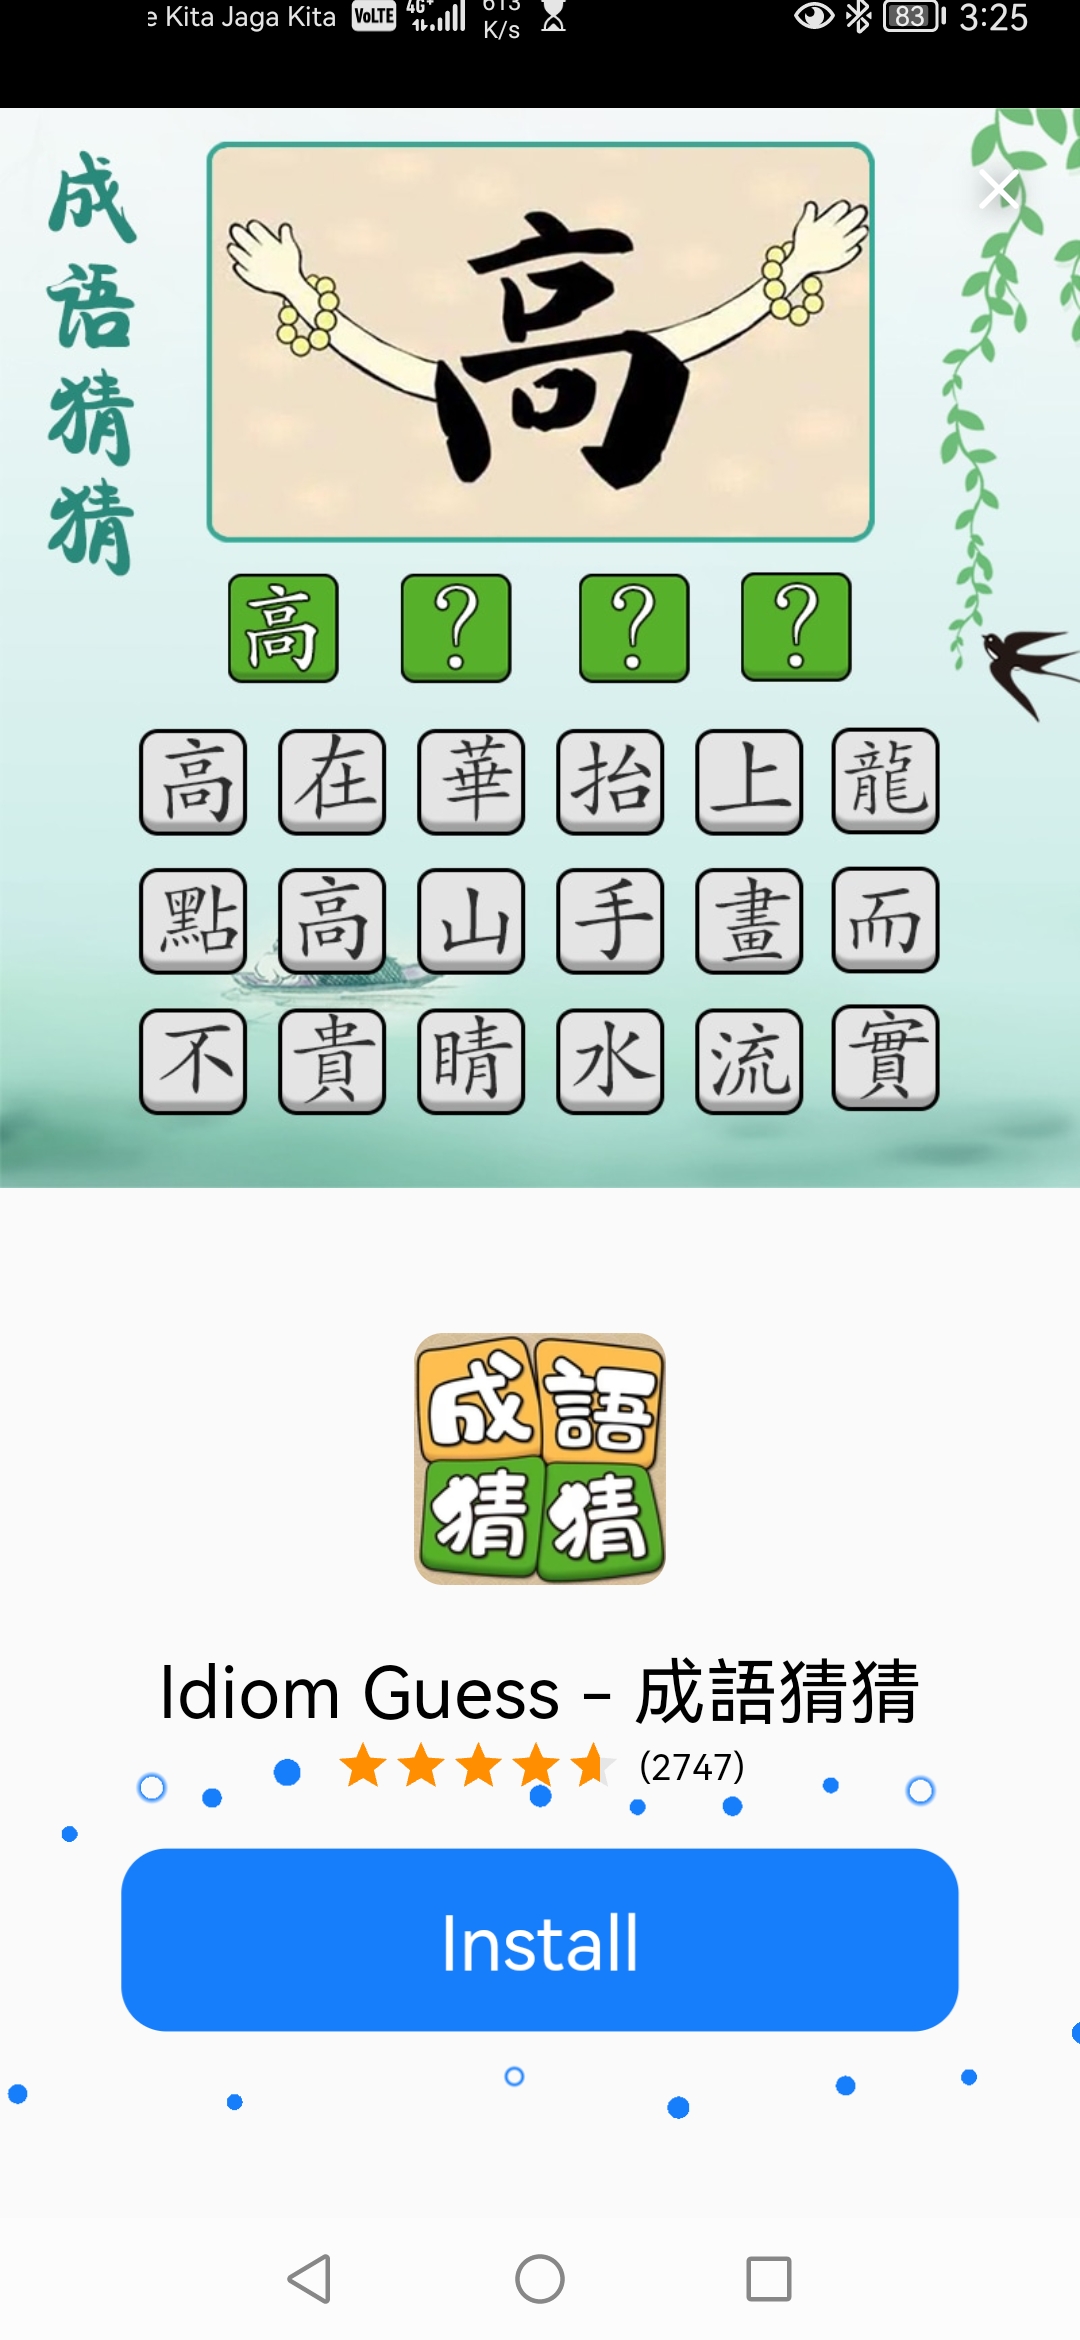 e Kita Jaga Kita VoLTE 4G+ 613 K/s 83 3:25
成語猜猜
高
高 ? ? ?
高 在 華 抬 上 龍
點 高 山 手 畫 而
不 貴 睛 水 流 實
成語
猜猜
Idiom Guess - 成語猜猜
(2747)
Install